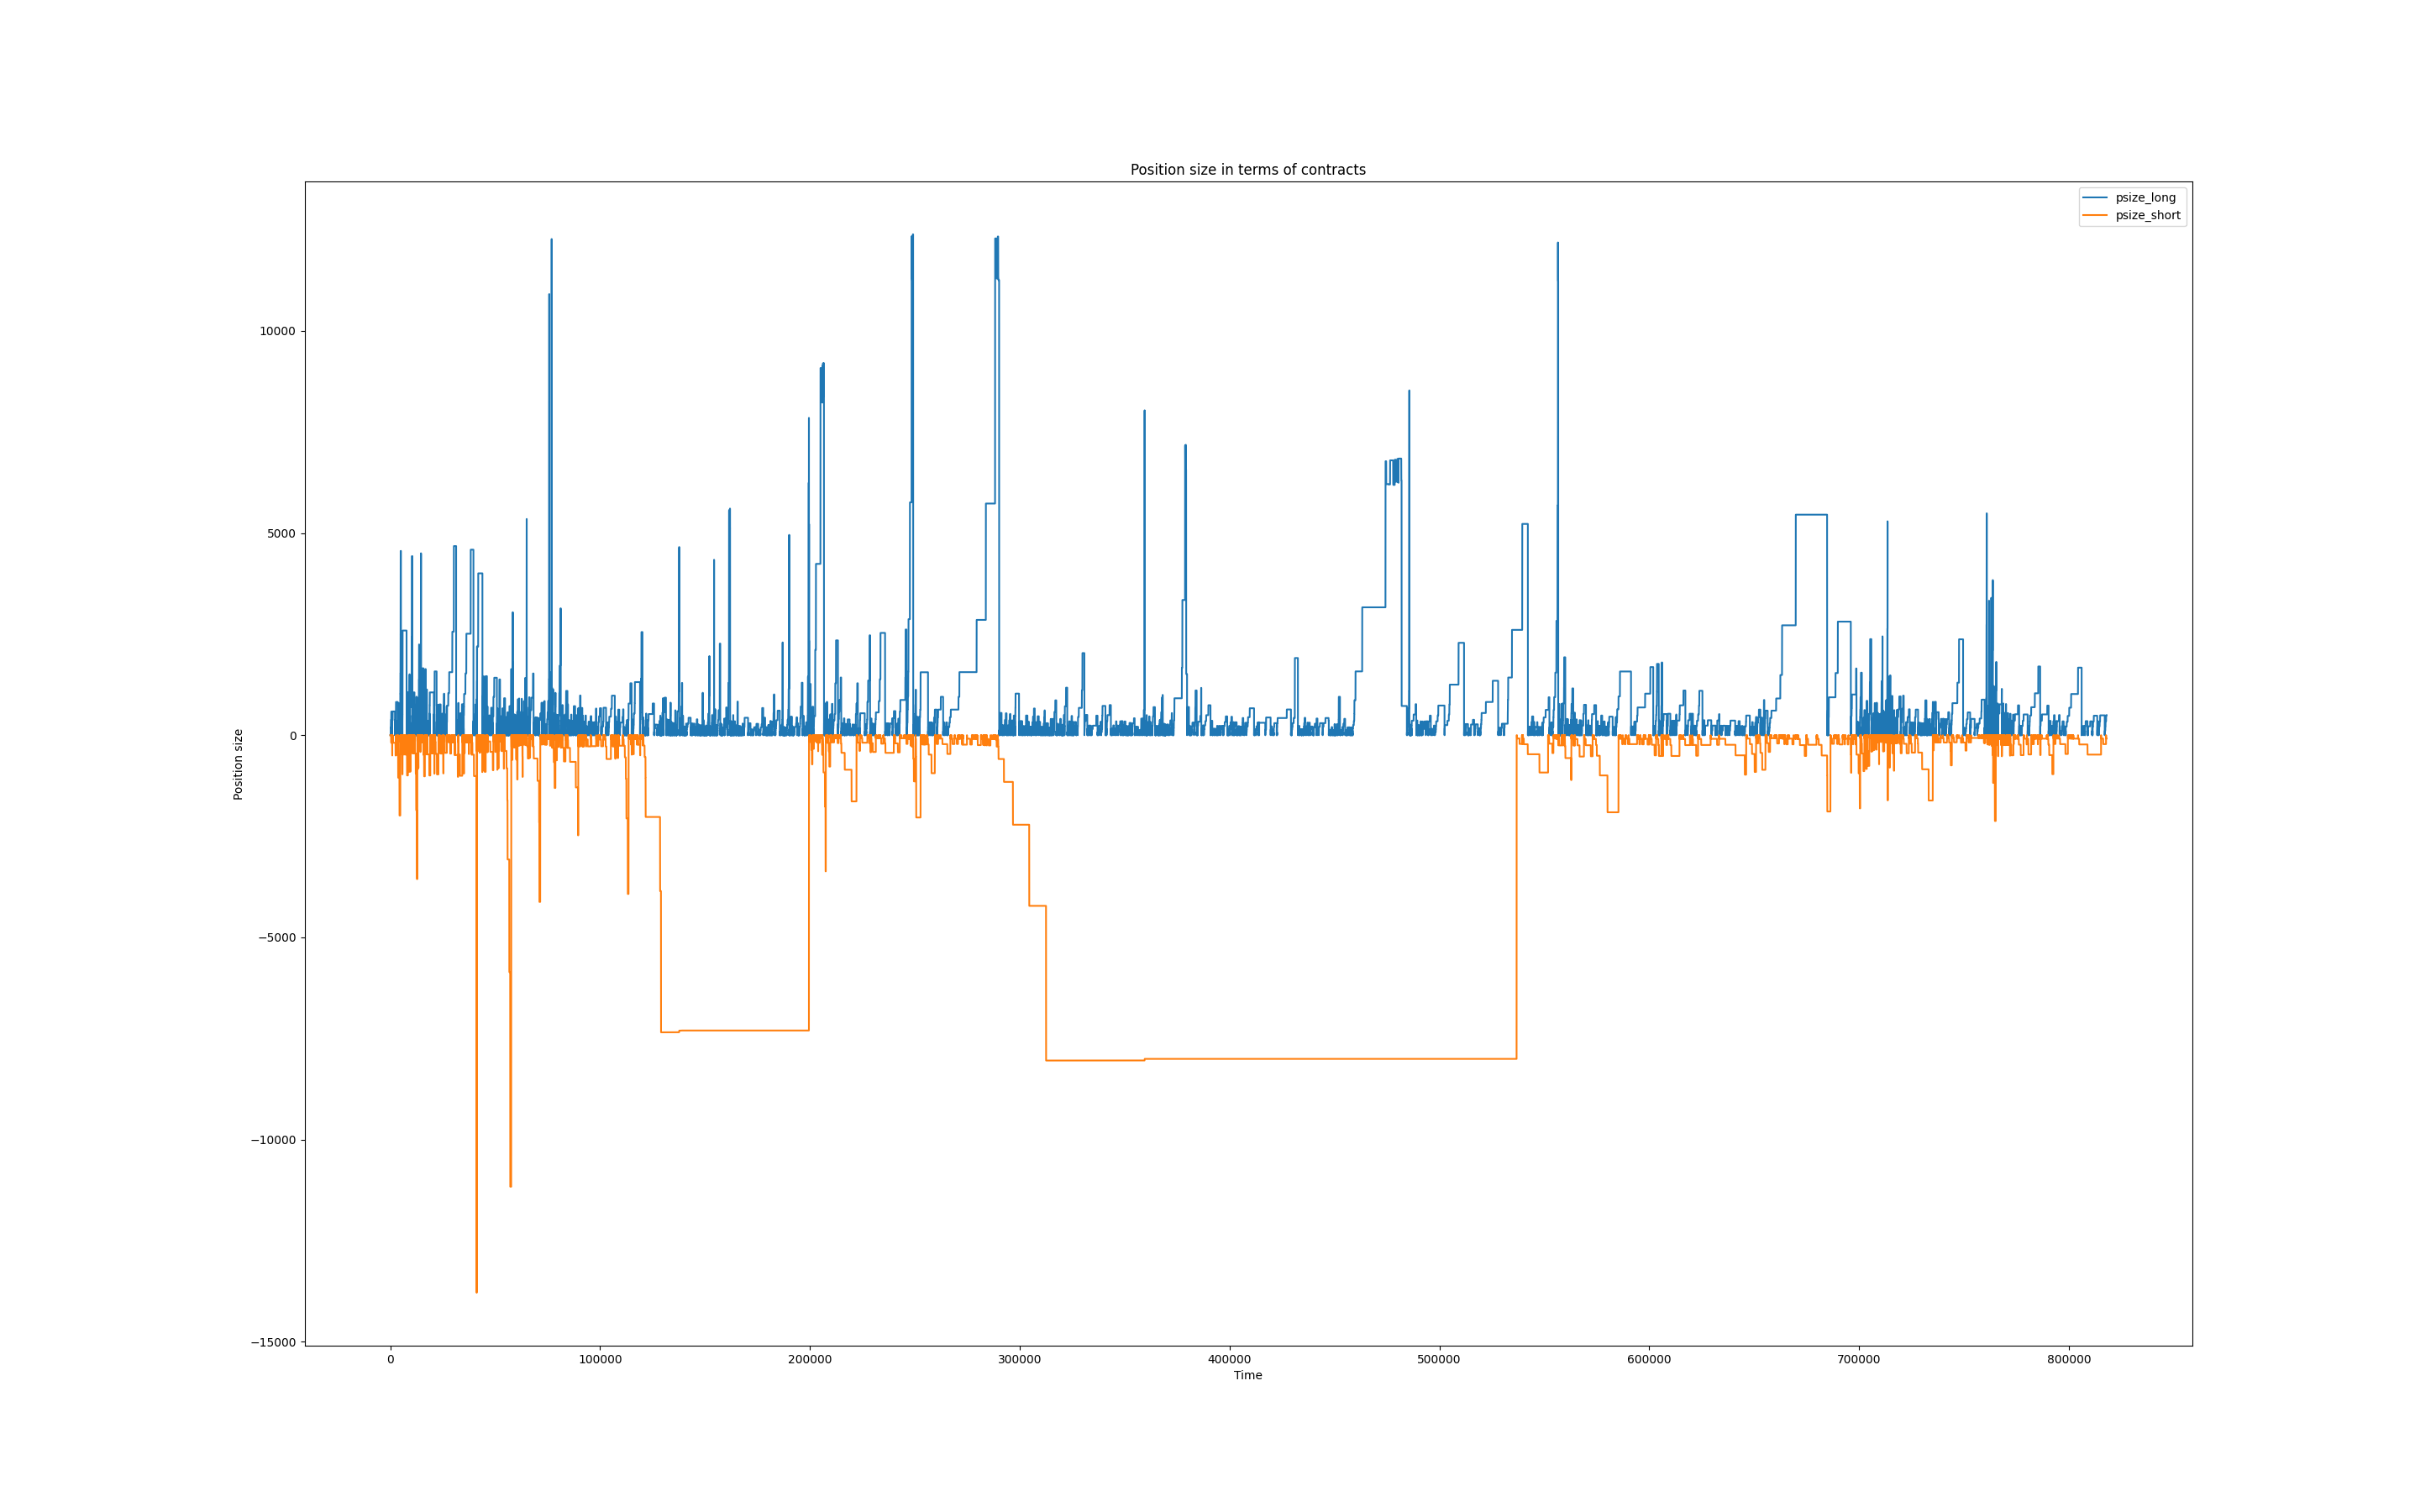 Position size in terms of contracts
psize_long
psize_short
10000
5000
0
−5000
−10000
−15000
Position size
0 100000 200000 300000 400000 500000 600000 700000 800000
Time